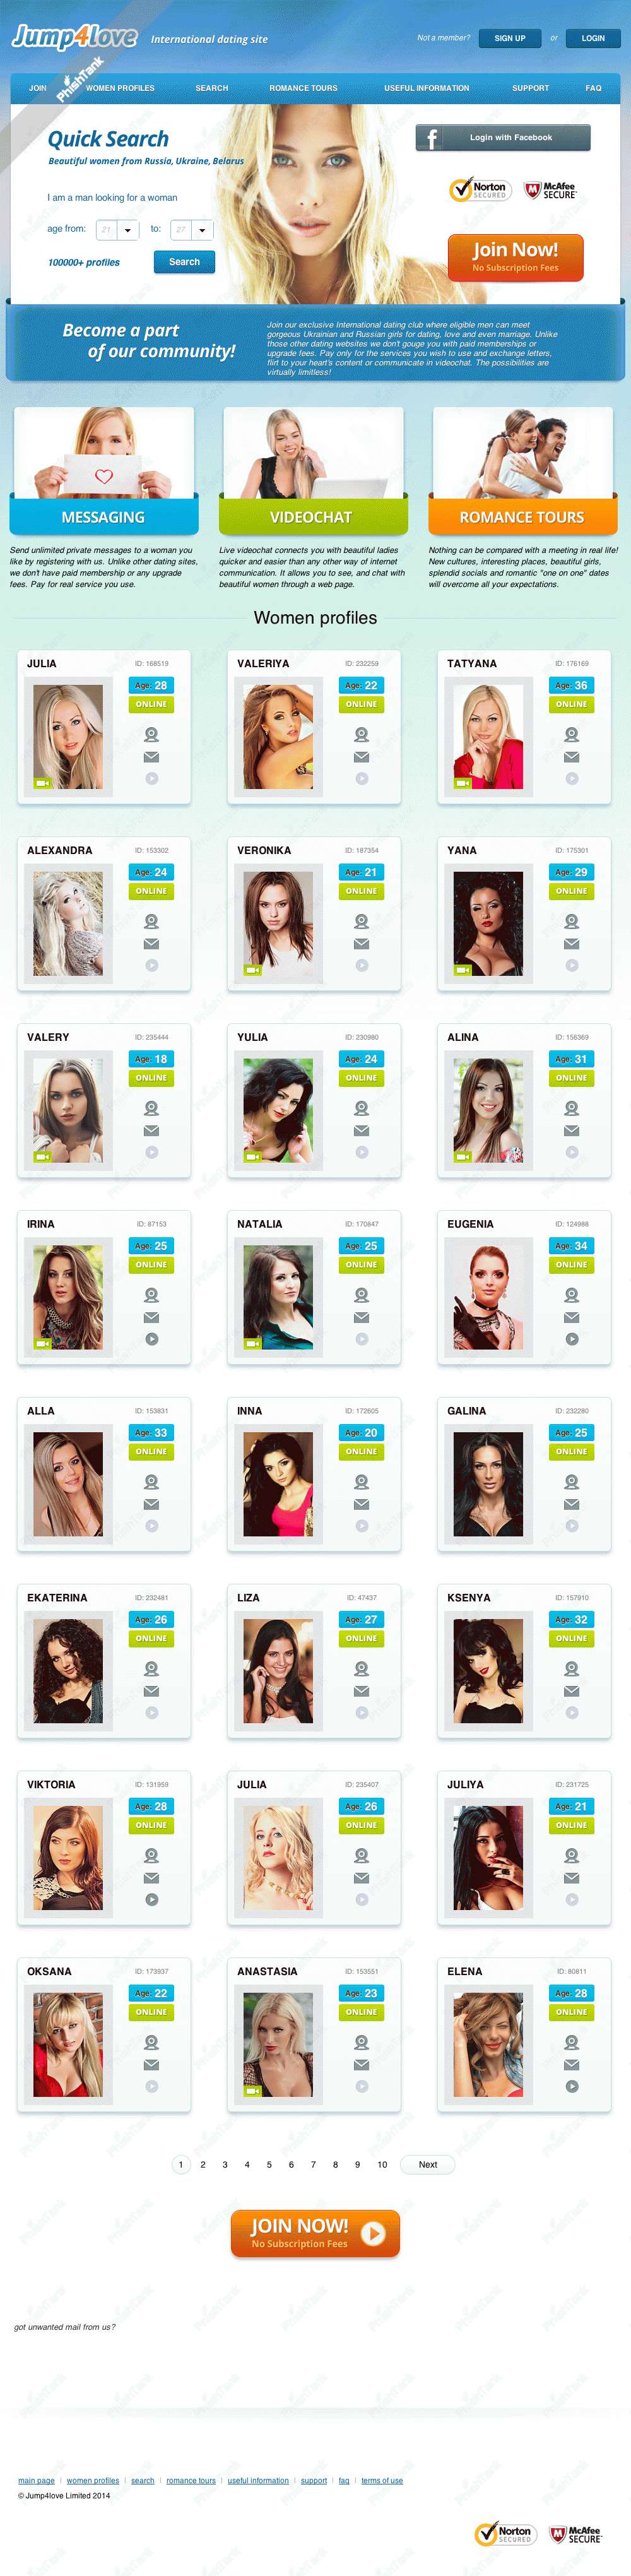 Jump4love
International dating site
Not a member?
SIGN UP
or
LOGIN
JOIN
WOMEN PROFILES
SEARCH
ROMANCE TOURS
USEFUL INFORMATION
SUPPORT
FAQ
PhishTank
Quick Search
Beautiful women from Russia, Ukraine, Belarus
I am a man looking for a woman
age from: 21 to: 27
100000+ profiles
Search
f Login with Facebook
Norton SECURED
McAfee SECURE
Join Now!
No Subscription Fees
Become a part
of our community!
Join our exclusive International dating club where eligible men can meet
gorgeous Ukrainian and Russian girls for dating, love and even marriage. Unlike
those other dating websites we don't gouge you with paid memberships or
upgrade fees. Pay only for the services you wish to use and exchange letters,
flirt to your heart's content or communicate in videochat. The possibilities are
virtually limitless!
MESSAGING
Send unlimited private messages to a woman you
like by registering with us. Unlike other dating sites,
we don't have paid membership or any upgrade
fees. Pay for real service you use.
VIDEOCHAT
Live videochat connects you with beautiful ladies
quicker and easier than any other way of internet
communication. It allows you to see, and chat with
beautiful women through a web page.
ROMANCE TOURS
Nothing can be compared with a meeting in real life!
New cultures, interesting places, beautiful girls,
splendid socials and romantic "one on one" dates
will overcome all your expectations.
Women profiles
JULIA ID: 168519
Age: 28
ONLINE
VALERIYA ID: 232259
Age: 22
ONLINE
TATYANA ID: 176169
Age: 36
ONLINE
ALEXANDRA ID: 153302
Age: 24
ONLINE
VERONIKA ID: 187354
Age: 21
ONLINE
YANA ID: 175301
Age: 29
ONLINE
VALERY ID: 235444
Age: 18
ONLINE
YULIA ID: 230980
Age: 24
ONLINE
ALINA ID: 156369
Age: 31
ONLINE
IRINA ID: 87153
Age: 25
ONLINE
NATALIA ID: 170847
Age: 25
ONLINE
EUGENIA ID: 124988
Age: 34
ONLINE
ALLA ID: 153831
Age: 33
ONLINE
INNA ID: 172605
Age: 20
ONLINE
GALINA ID: 232280
Age: 25
ONLINE
EKATERINA ID: 232481
Age: 26
ONLINE
LIZA ID: 47437
Age: 27
ONLINE
KSENYA ID: 157910
Age: 32
ONLINE
VIKTORIA ID: 131959
Age: 28
ONLINE
JULIA ID: 235407
Age: 26
ONLINE
JULIYA ID: 231725
Age: 21
ONLINE
OKSANA ID: 173937
Age: 22
ONLINE
ANASTASIA ID: 153551
Age: 23
ONLINE
ELENA ID: 80811
Age: 28
ONLINE
1 2 3 4 5 6 7 8 9 10 Next
JOIN NOW!
No Subscription Fees
got unwanted mail from us?
main page | women profiles | search | romance tours | useful information | support | faq | terms of use
© Jump4love Limited 2014
Norton SECURED
McAfee SECURE